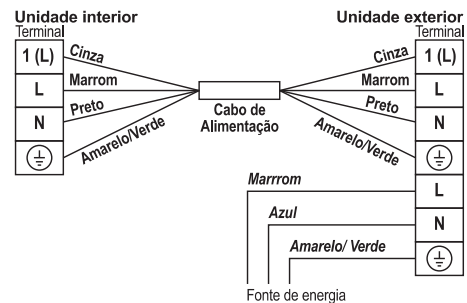 Unidade interior
Terminal
1 (L)
L
N
Cinza
Marrom
Preto
Amarelo/Verde
Cabo de
Alimentação
Unidade exterior
Terminal
Cinza
Marrom
Preto
Amarelo/Verde
1 (L)
L
N
L
N
Marrrom
Azul
Amarelo/ Verde
Fonte de energia